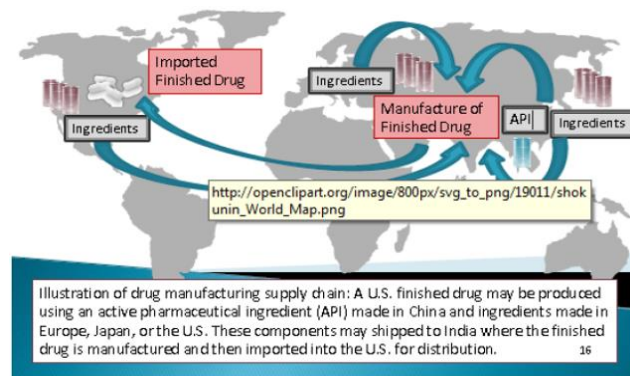 Imported
Finished Drug
Ingredients
Ingredients
Manufacture of
Finished Drug
API
Ingredients
http://openclipart.org/image/800px/svg_to_png/19011/shok
unin_World_Map.png
Illustration of drug manufacturing supply chain: A U.S. finished drug may be produced
using an active pharmaceutical ingredient (API) made in China and ingredients made in
Europe, Japan, or the U.S. These components may shipped to India where the finished
drug is manufactured and then imported into the U.S. for distribution.
16